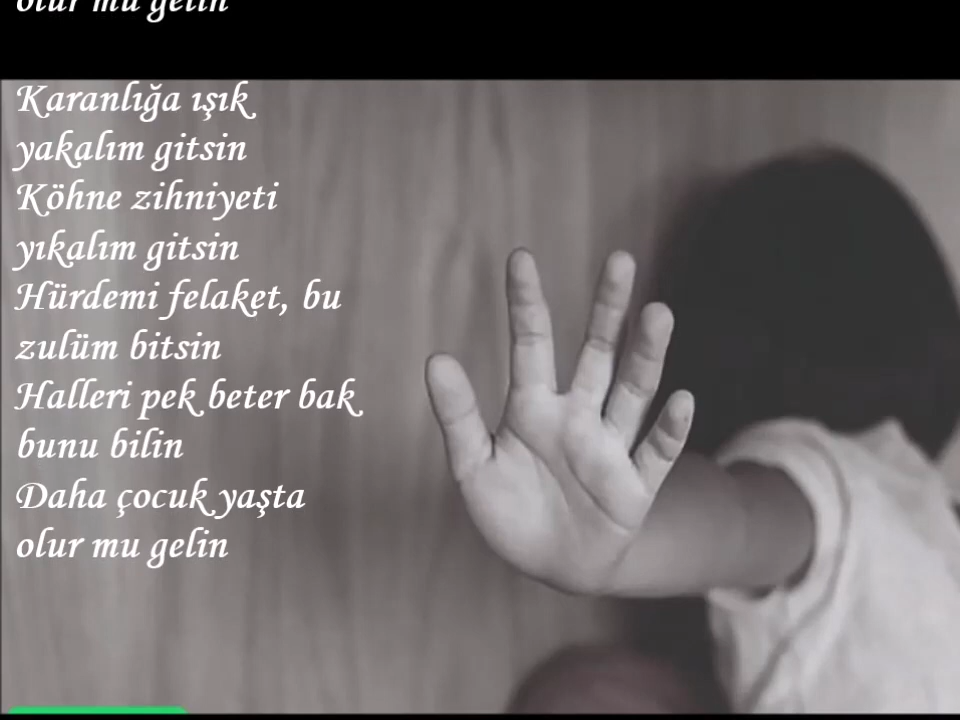 olur mu gelin
Karanlığa ışık
yakalım gitsin
Köhne zihniyeti
yıkalım gitsin
Hürdemi felaket, bu
zulüm bitsin
Halleri pek beter bak
bunu bilin
Daha çocuk yaşta
olur mu gelin